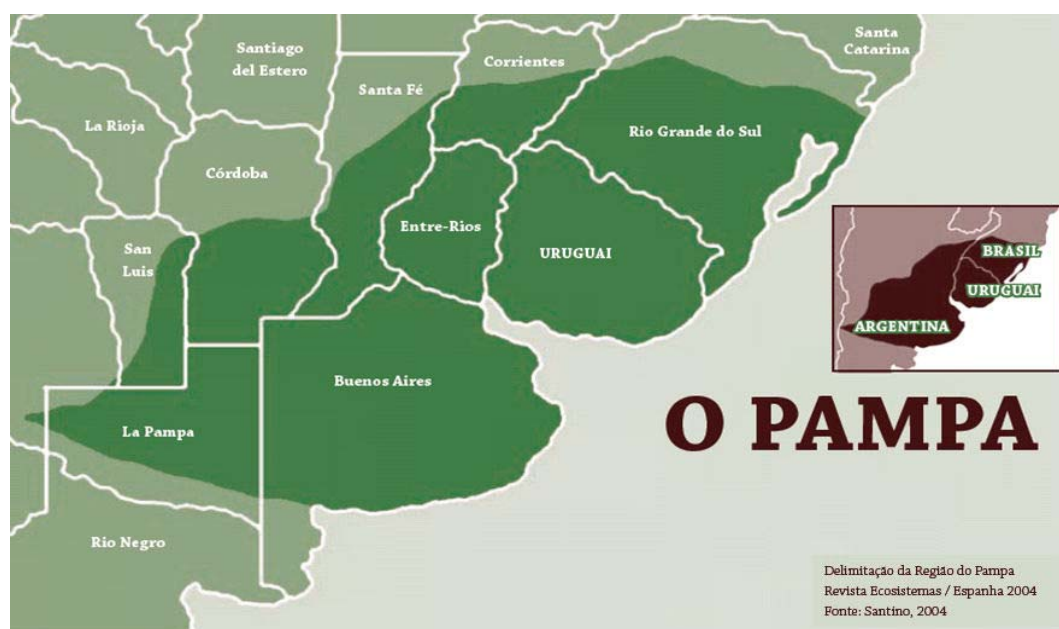 Santiago
del Estero
Santa
Catarina
Corrientes
Santa Fé
La Rioja
Rio Grande do Sul
Córdoba
Entre-Rios
San
Luis
URUGUAI
BRASIL
URUGUAI
ARGENTINA
Buenos Aires
O PAMPA
La Pampa
Rio Negro
Delimitação da Região do Pampa
Revista Ecosistemas / Espanha 2004
Fonte: Santino, 2004